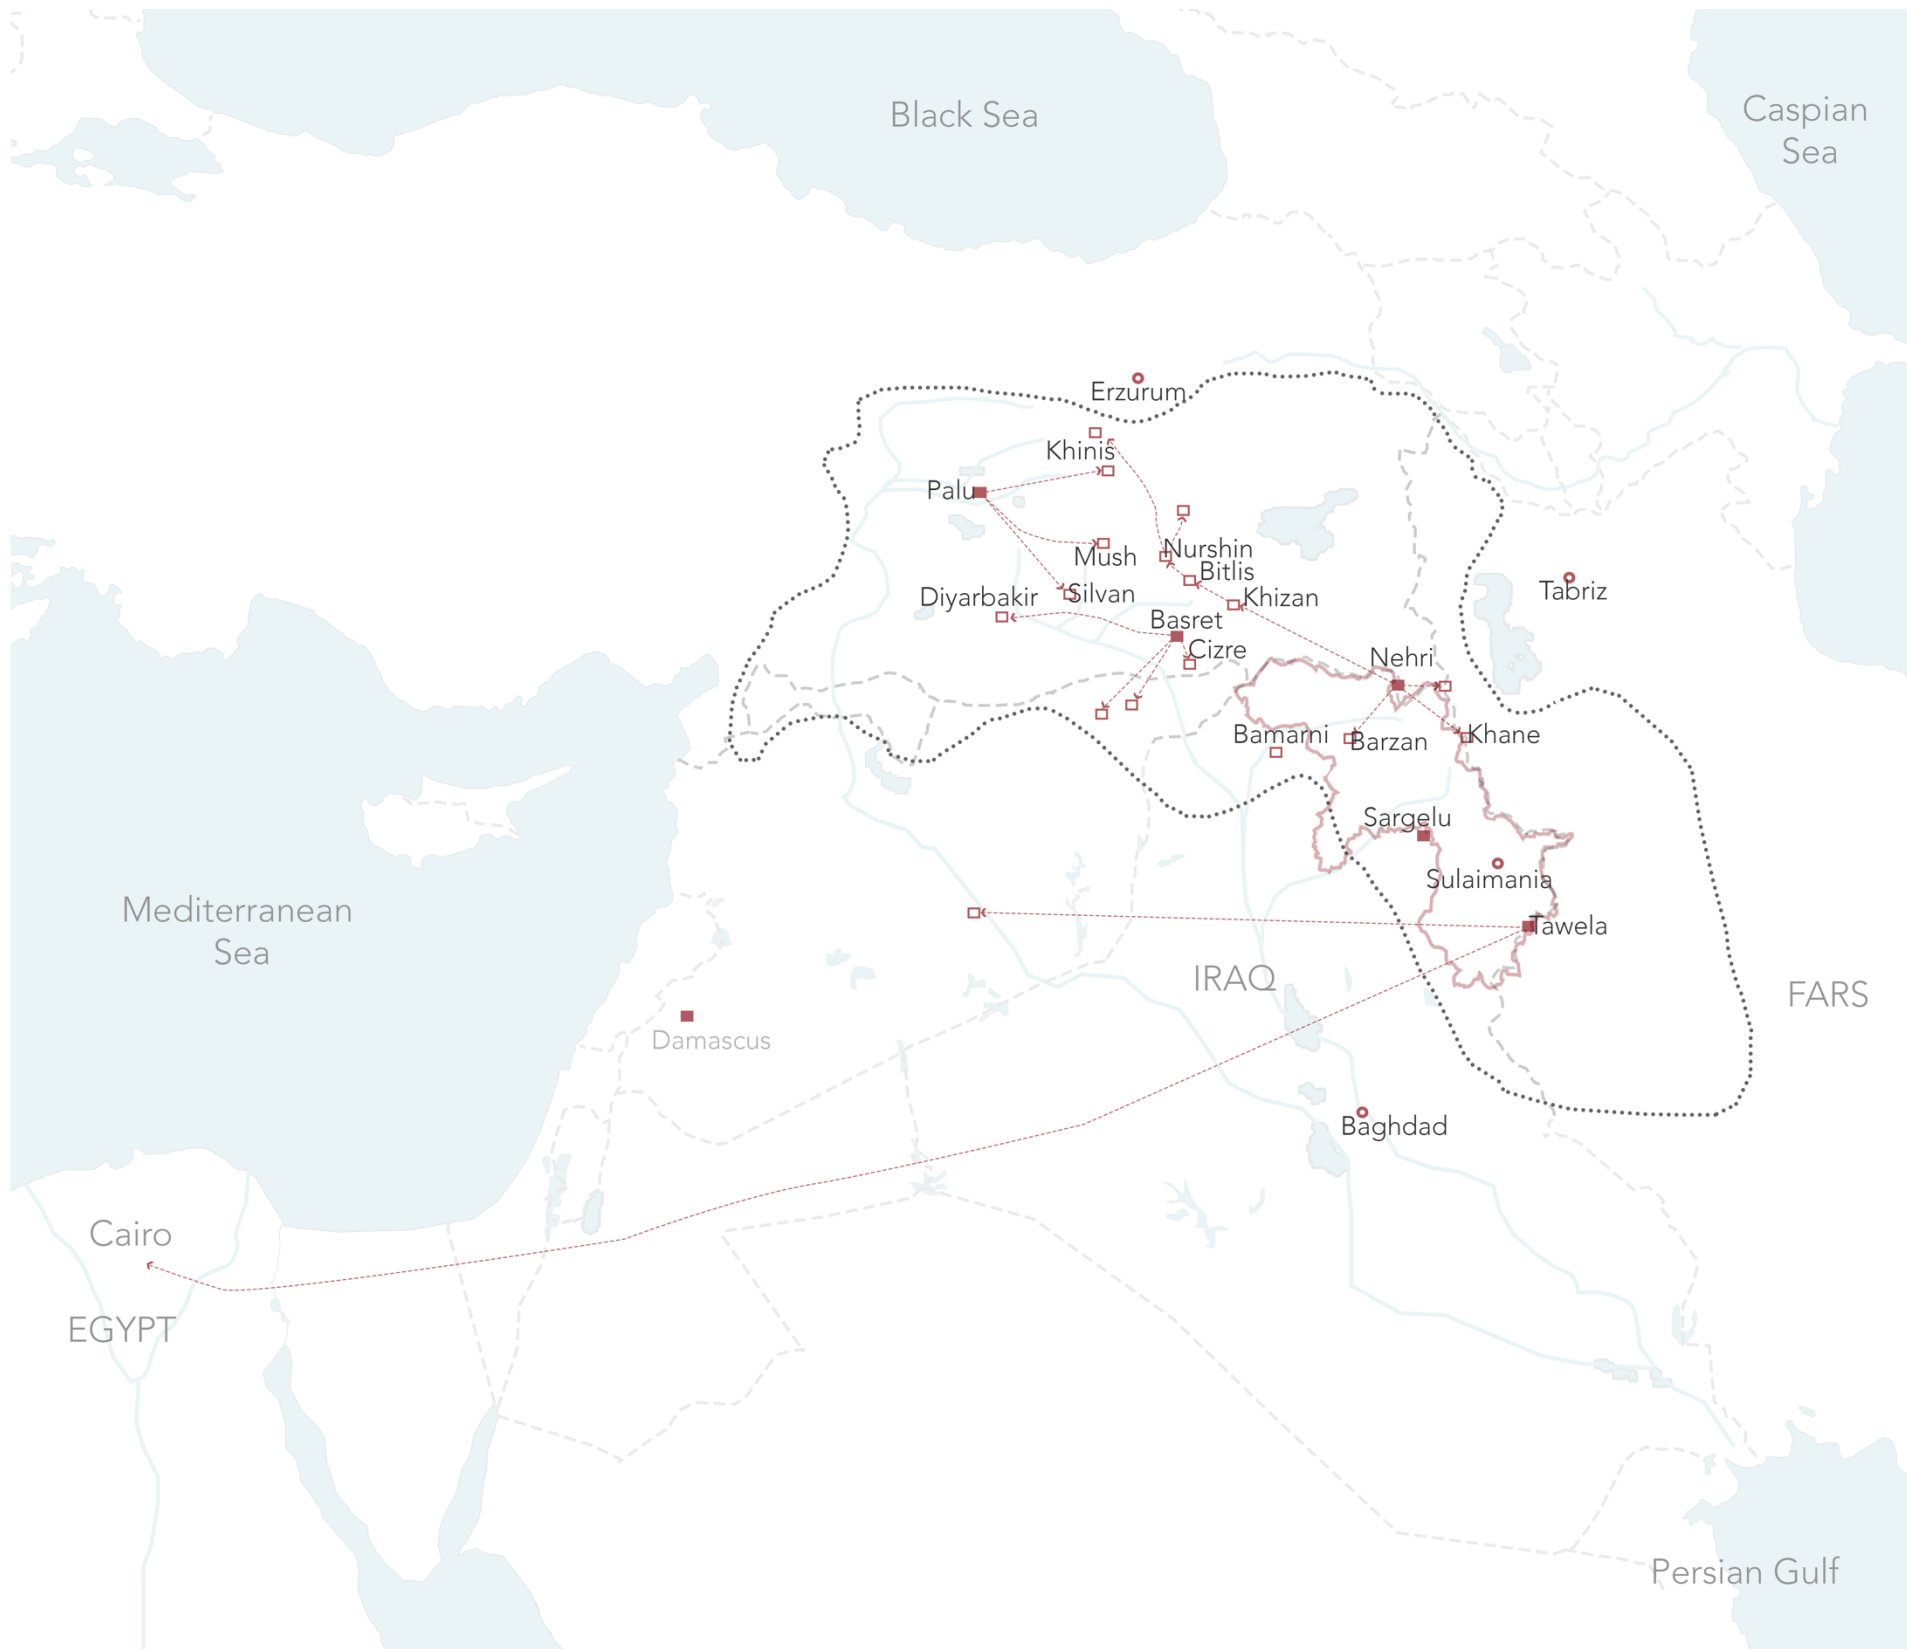 Black Sea
Caspian
Sea
Erzurum
Khinis
Palu
Nurshin
Mush
Bitlis
Tabriz
Silvan
Diyarbakir
Khizan
Basret
Cizre
Nehri
Bamarni
Barzan
Khane
Sargelu
Sulaimania
Mediterranean
Sea
Tawela
IRAQ
FARS
Damascus
Baghdad
Cairo
EGYPT
Persian Gulf